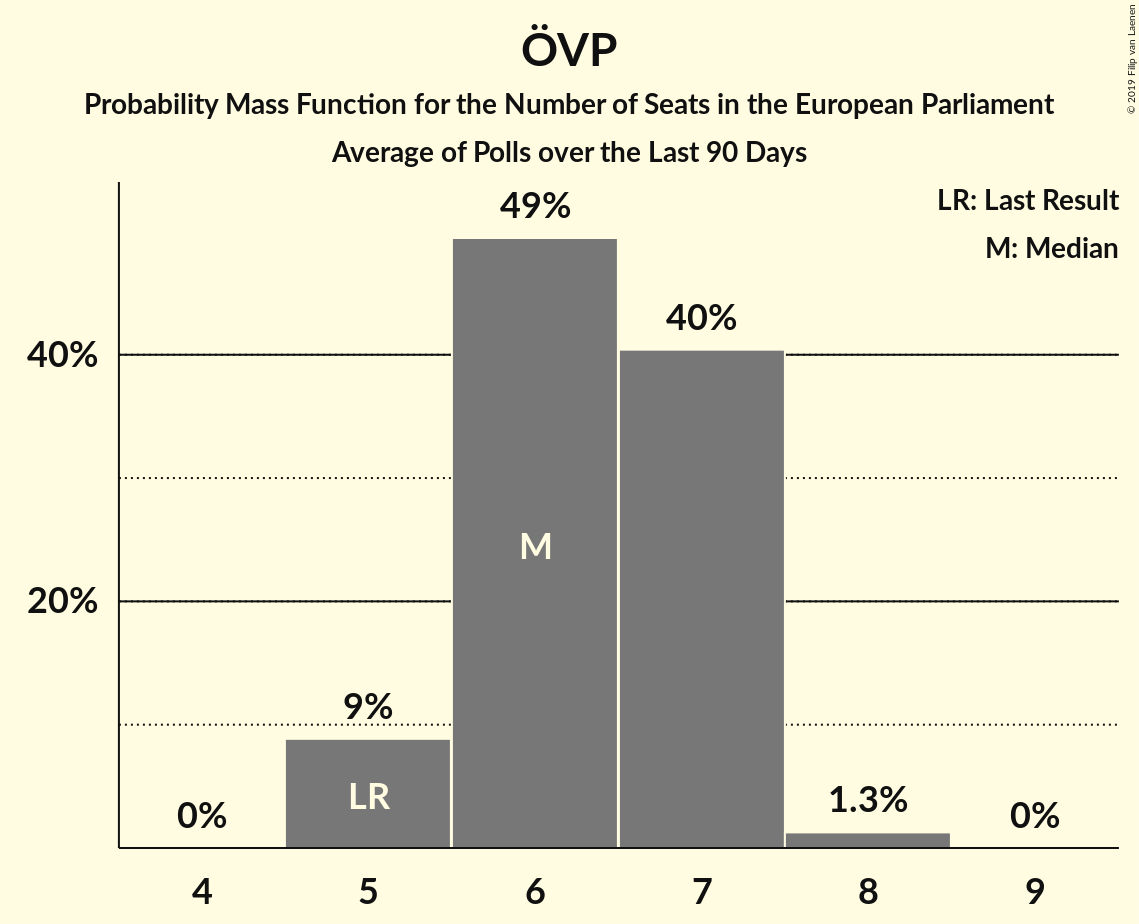 ÖVP
Probability Mass Function for the Number of Seats in the European Parliament
Average of Polls over the Last 90 Days
© 2019 Filip van Laenen
LR: Last Result
M: Median
49%
40%
40%
M
20%
9%
LR
0%
1.3%
0%
4 5 6 7 8 9